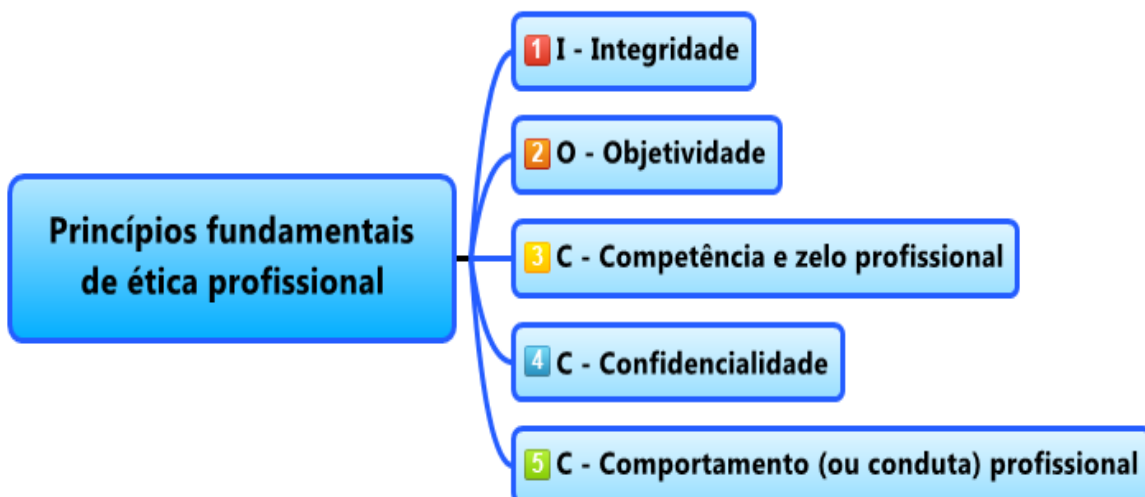 Princípios fundamentais
de ética profissional
1 I - Integridade
2 O - Objetividade
3 C - Competência e zelo profissional
4 C - Confidencialidade
5 C - Comportamento (ou conduta) profissional